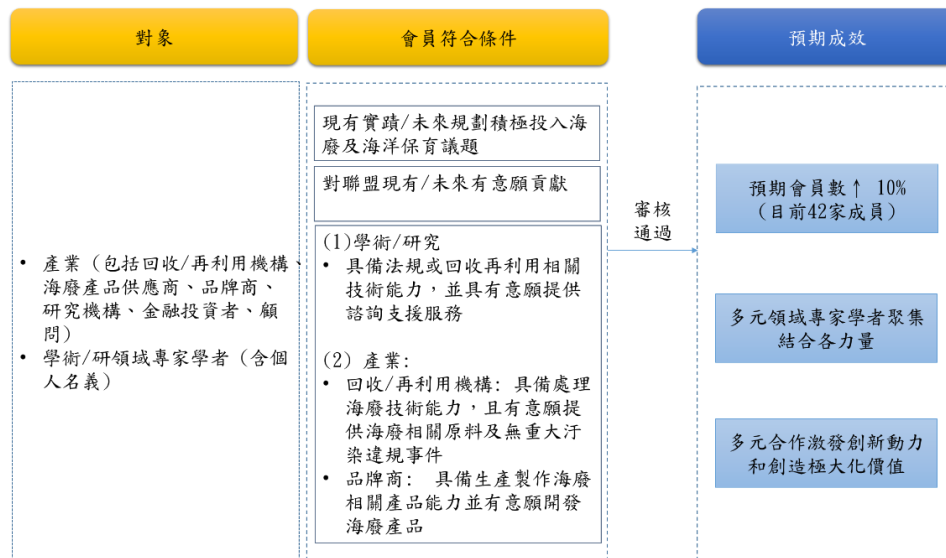 對象
會員符合條件
預期成效
• 產業（包括回收/再利用機構、
海廢產品供應商、品牌商、
研究機構、金融投資者、顧
問）
• 學術/研領域專家學者（含個
人名義）
現有實蹟/未來規劃積極投入海
廢及海洋保育議題
對聯盟現有/未來有意願貢獻
(1)學術/研究
• 具備法規或回收再利用相關
技術能力，並具有意願提供
諮詢支援服務
(2) 產業:
• 回收/再利用機構: 具備處理
海廢技術能力，且有意願提
供海廢相關原料及無重大汙
染違規事件
• 品牌商: 具備生產製作海廢
相關產品能力並有意願開發
海廢產品
審核
通過
預期會員數↑ 10%
(目前42家成員)
多元領域專家學者聚集
結合各力量
多元合作激發創新動力
和創造極大化價值